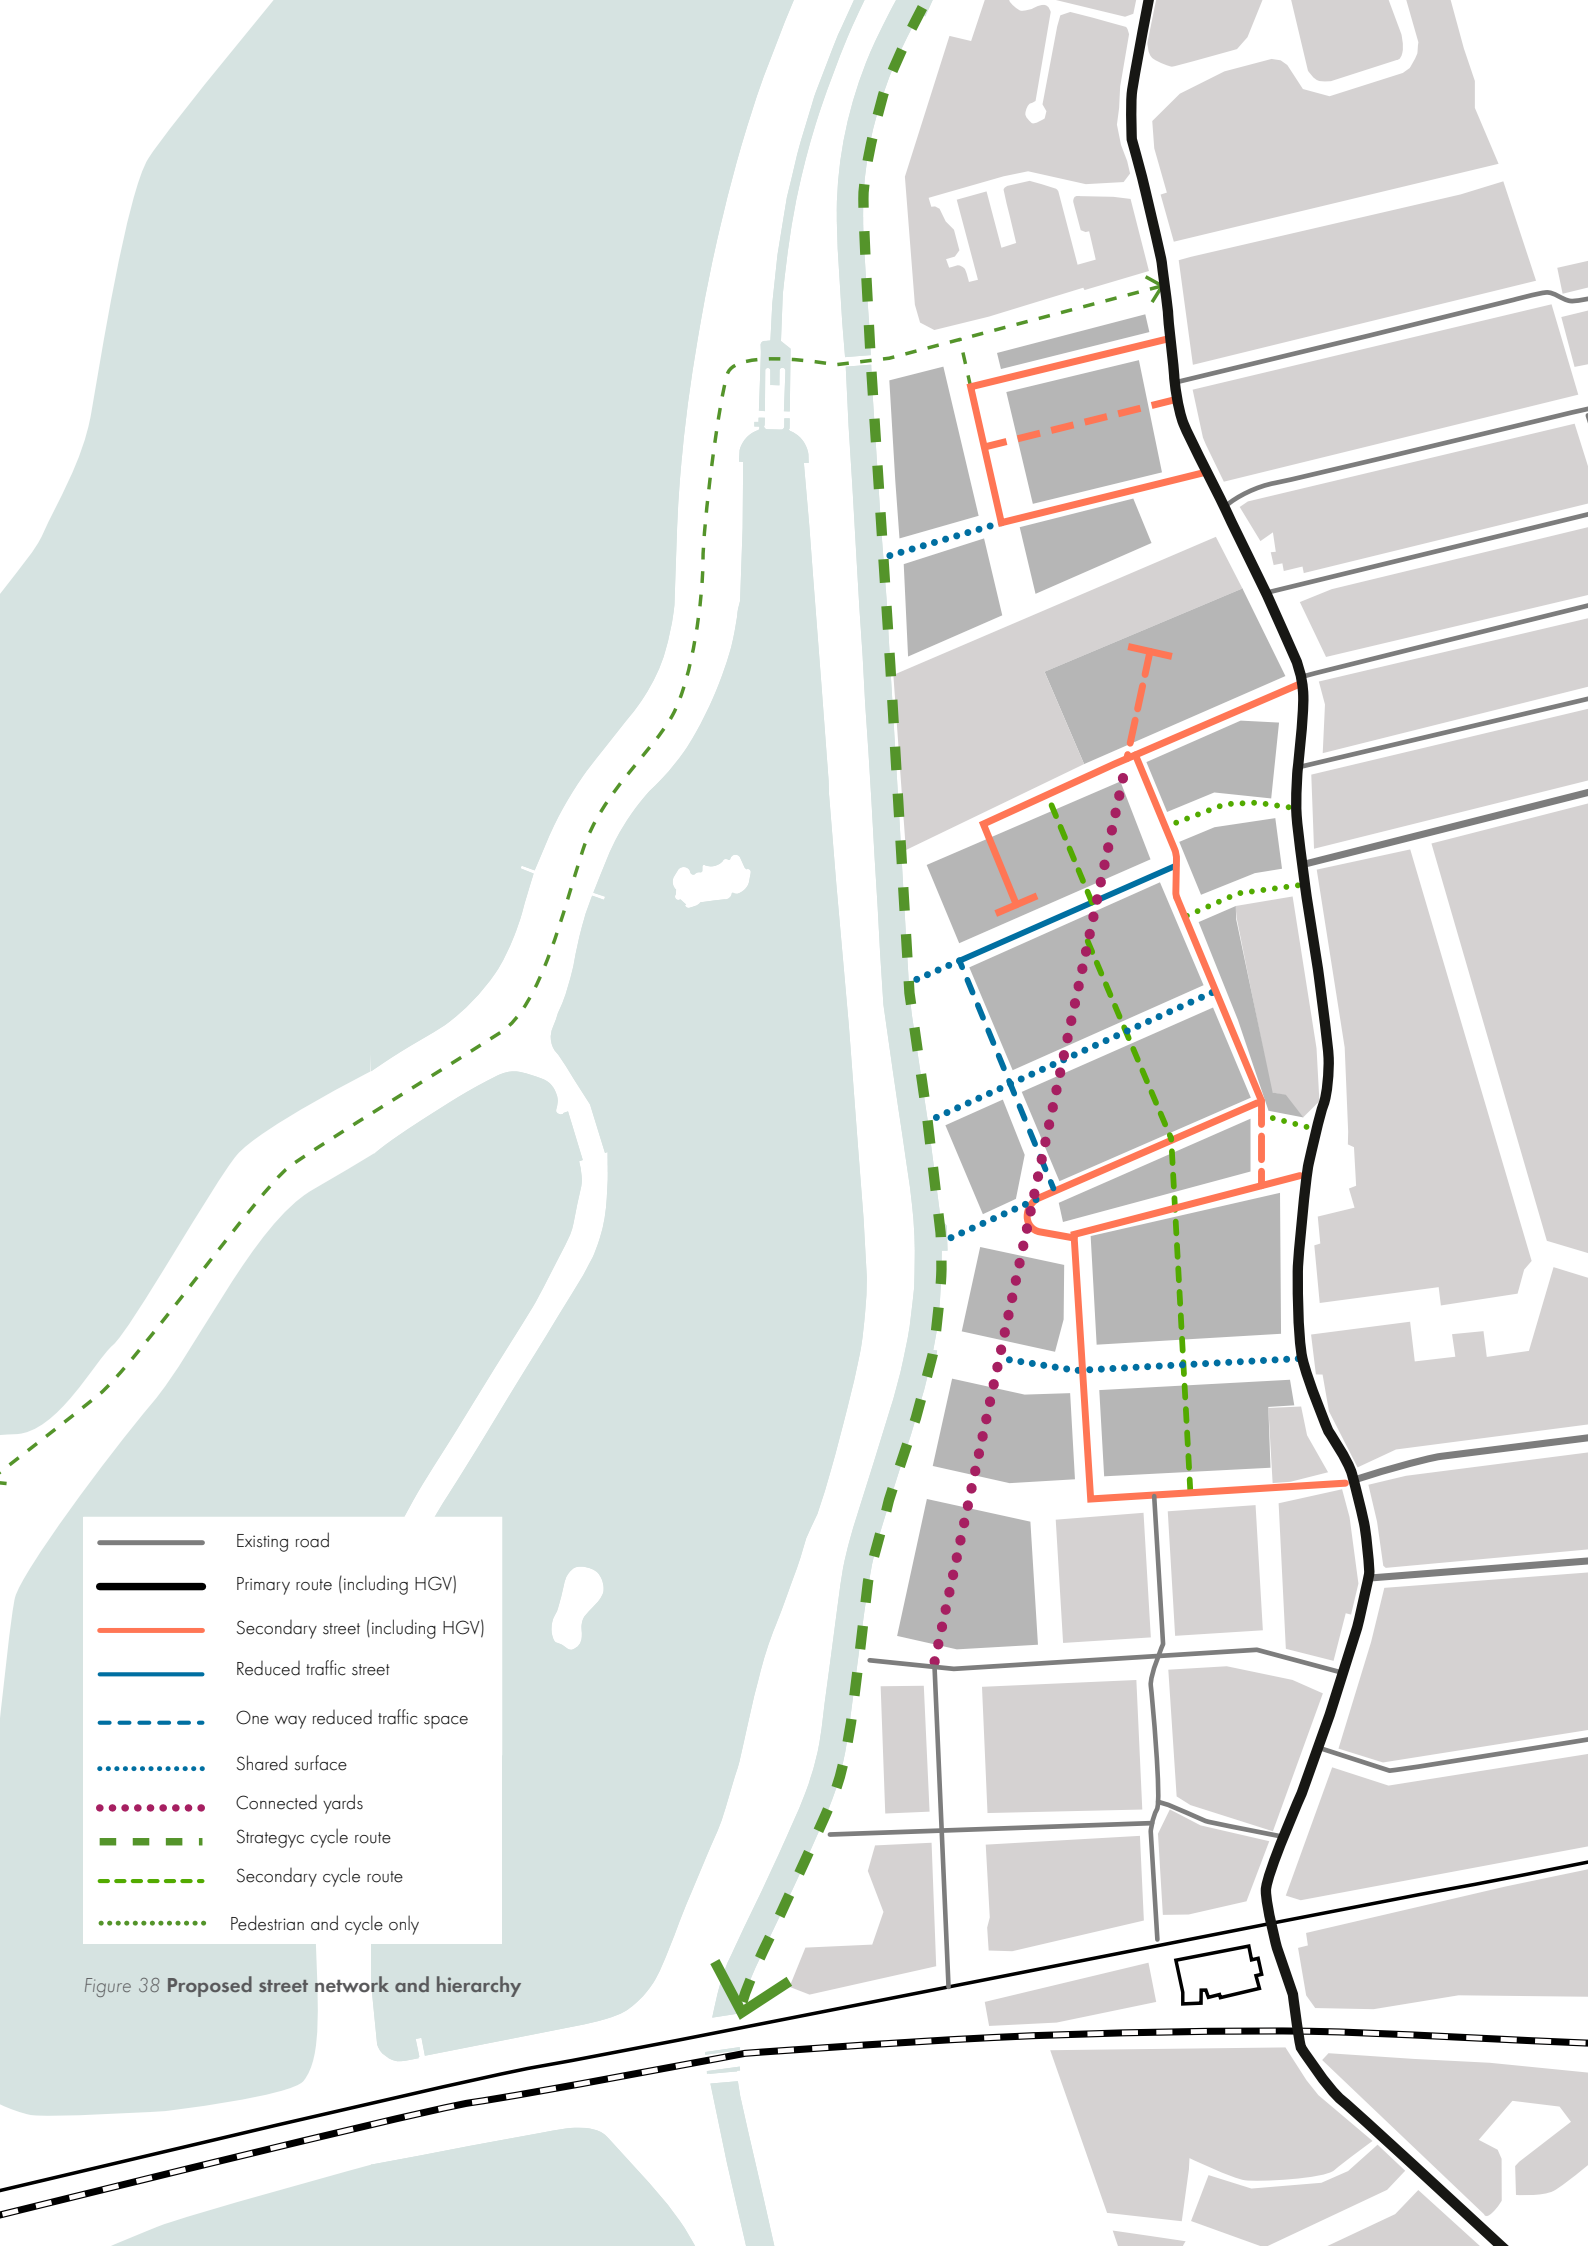 Existing road
Primary route (including HGV)
Secondary street (including HGV)
Reduced traffic street
One way reduced traffic space
Shared surface
Connected yards
Strategyc cycle route
Secondary cycle route
Pedestrian and cycle only
Figure 38 Proposed street network and hierarchy